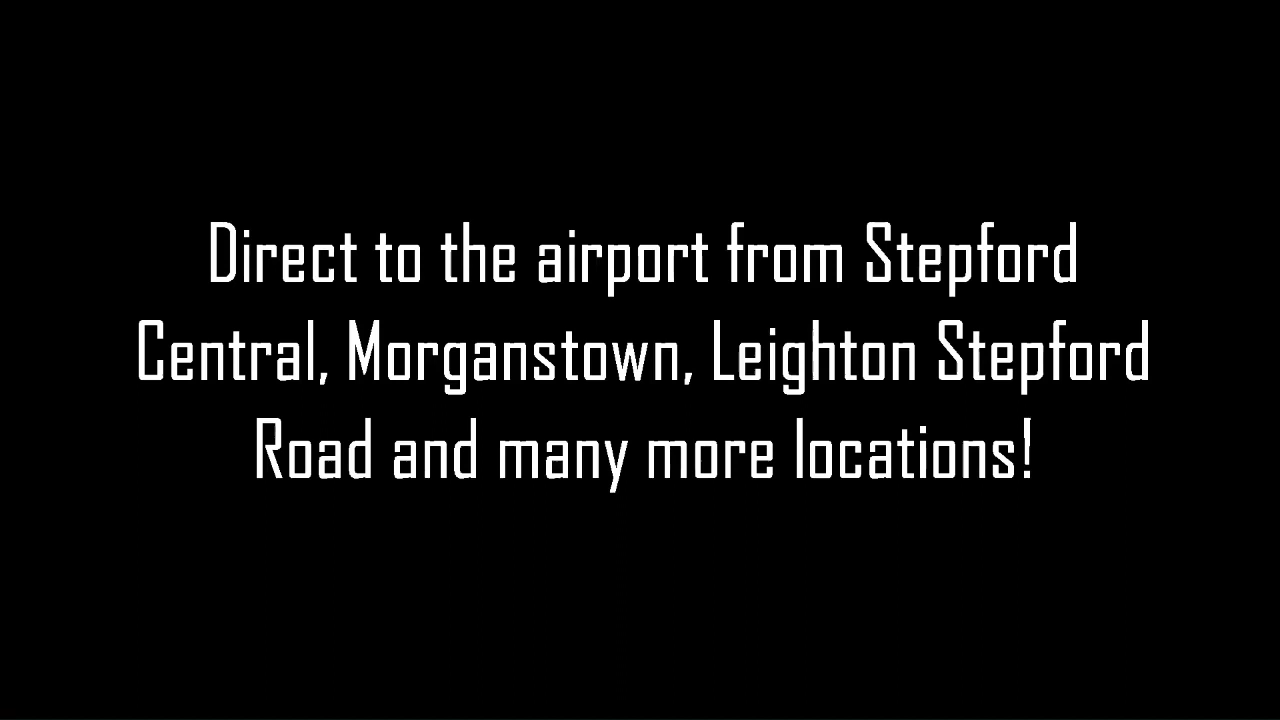 Direct to the airport from Stepford
Central, Morganstown, Leighton Stepford
Road and many more locations!